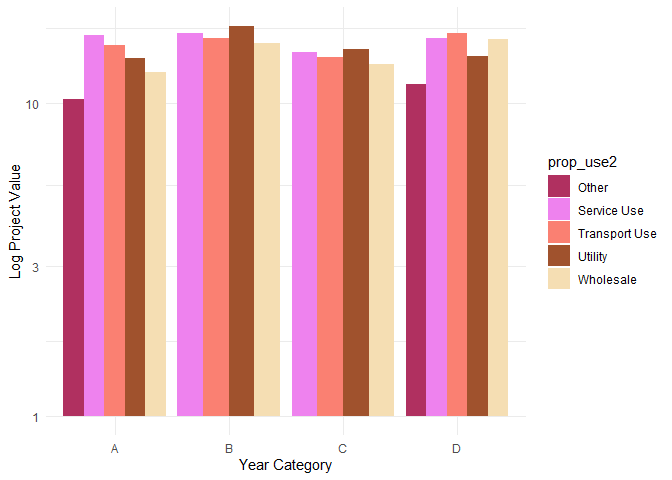 10
3
1
Log Project Value
A
B
C
D
Year Category
prop_use2
Other
Service Use
Transport Use
Utility
Wholesale